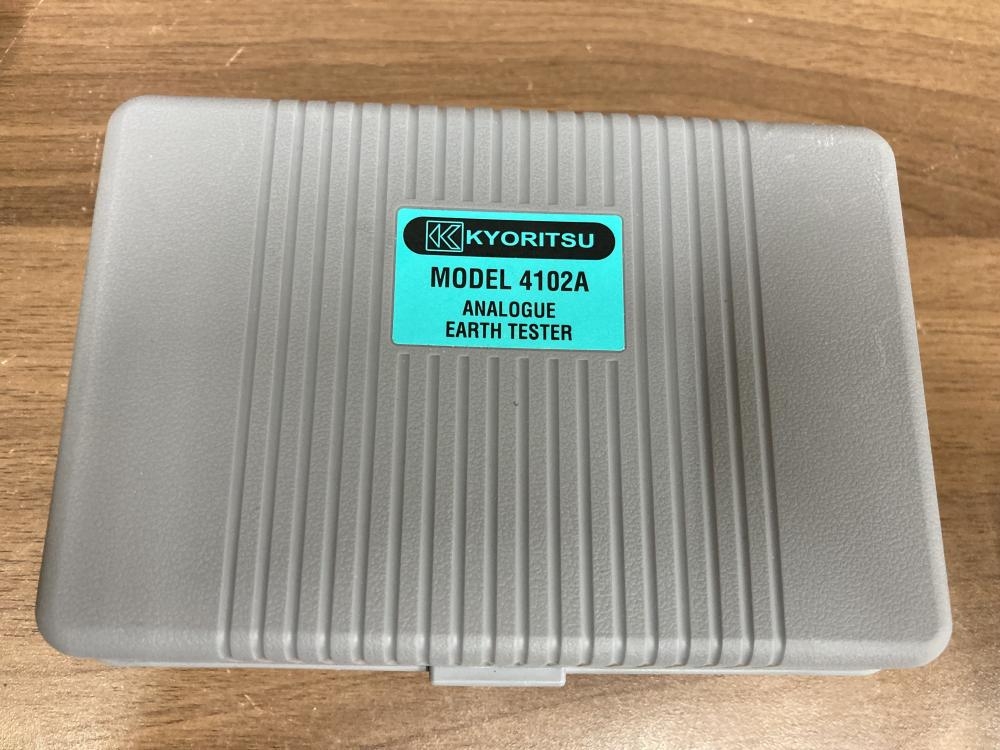 KYORITSU
MODEL 4102A
ANALOGUE
EARTH TESTER